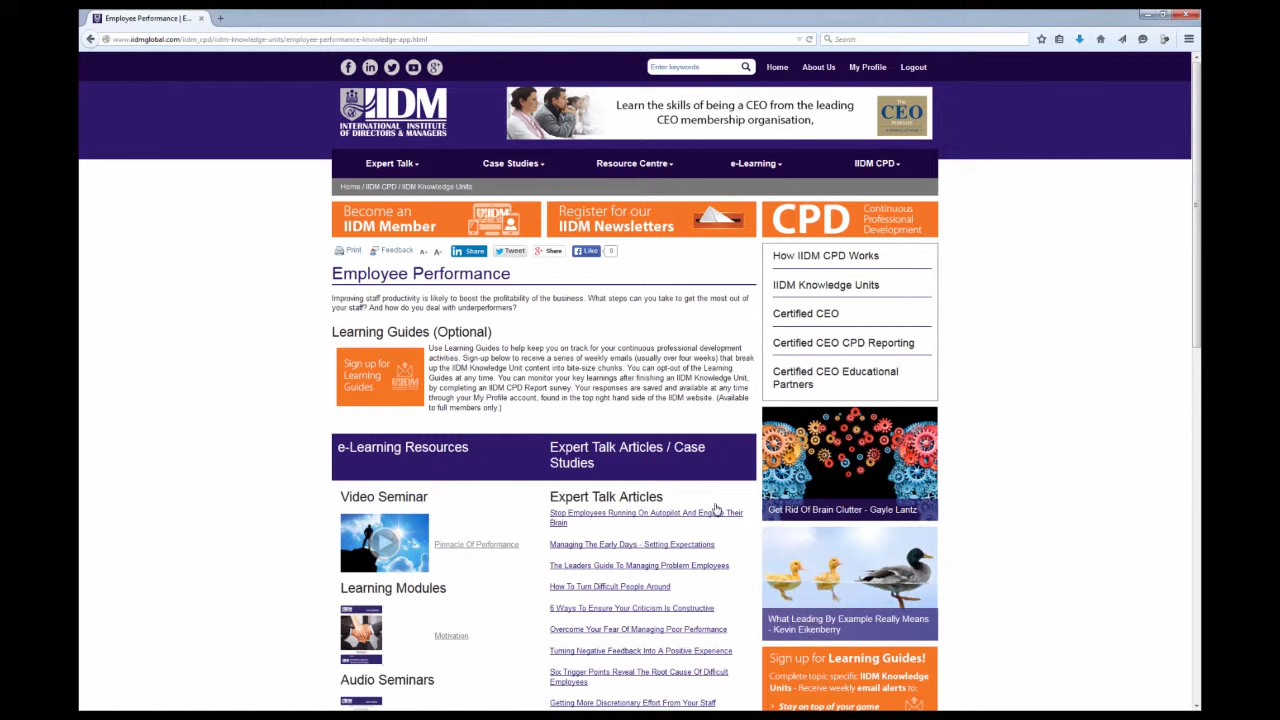 Employee Performance | E...
www.iidmglobal.com/iidm_cpd/iidm-knowledge-units/employee-performance-knowledge-app.html
Search
Enter keywords
Home
About Us
My Profile
Logout
IIDM
INTERNATIONAL INSTITUTE
OF DIRECTORS & MANAGERS
Learn the skills of being a CEO from the leading
CEO membership organisation,
The
CEO
Institute
Expert Talk
Case Studies
Resource Centre
e-Learning
IIDM CPD
Home / IIDM CPD / IIDM Knowledge Units
Become an
IIDM Member
Register for our
IIDM Newsletters
CPD
Continuous
Professional
Development
Print
Feedback
A-
A+
Share
Tweet
Share
Like
0
Employee Performance
Improving staff productivity is likely to boost the profitability of the business. What steps can you take to get the most out of
your staff? And how do you deal with underperformers?
Learning Guides (Optional)
Sign up for
Learning
Guides
Use Learning Guides to help keep you on track for your continuous professional development
activities. Sign-up below to receive a series of weekly emails (usually over four weeks) that break
up the IIDM Knowledge Unit content into bite-size chunks. You can opt-out of the Learning
Guides at any time. You can monitor your key learnings after finishing an IIDM Knowledge Unit,
by completing an IIDM CPD Report survey. Your responses are saved and available at any time
through your My Profile account, found in the top right hand side of the IIDM website. (Available
to full members only.)
e-Learning Resources
Video Seminar
Pinnacle Of Performance
Learning Modules
Motivation
Audio Seminars
Expert Talk Articles / Case
Studies
Expert Talk Articles
Stop Employees Running On Autopilot And Engage Their
Brain
Managing The Early Days - Setting Expectations
The Leaders Guide To Managing Problem Employees
How To Turn Difficult People Around
6 Ways To Ensure Your Criticism Is Constructive
Overcome Your Fear Of Managing Poor Performance
Turning Negative Feedback Into A Positive Experience
Six Trigger Points Reveal The Root Cause Of Difficult
Employees
Getting More Discretionary Effort From Your Staff
How IIDM CPD Works
IIDM Knowledge Units
Certified CEO
Certified CEO CPD Reporting
Certified CEO Educational
Partners
Get Rid Of Brain Clutter - Gayle Lantz
What Leading By Example Really Means
- Kevin Eikenberry
Sign up for Learning Guides!
Complete topic specific IIDM Knowledge
Units - Receive weekly email alerts to:
› Stay on top of your game